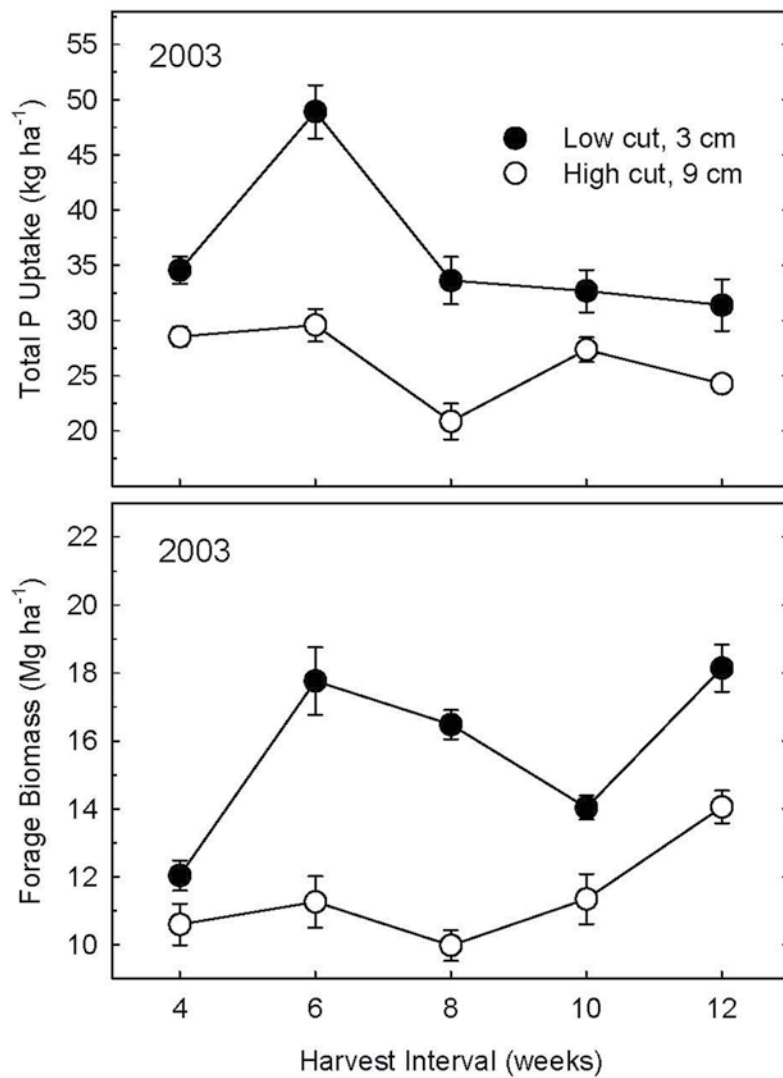 2003
Low cut, 3 cm
High cut, 9 cm
Total P Uptake (kg ha⁻¹)
55
50
45
40
35
30
25
20
2003
Forage Biomass (Mg ha⁻¹)
22
20
18
16
14
12
10
4 6 8 10 12
Harvest Interval (weeks)